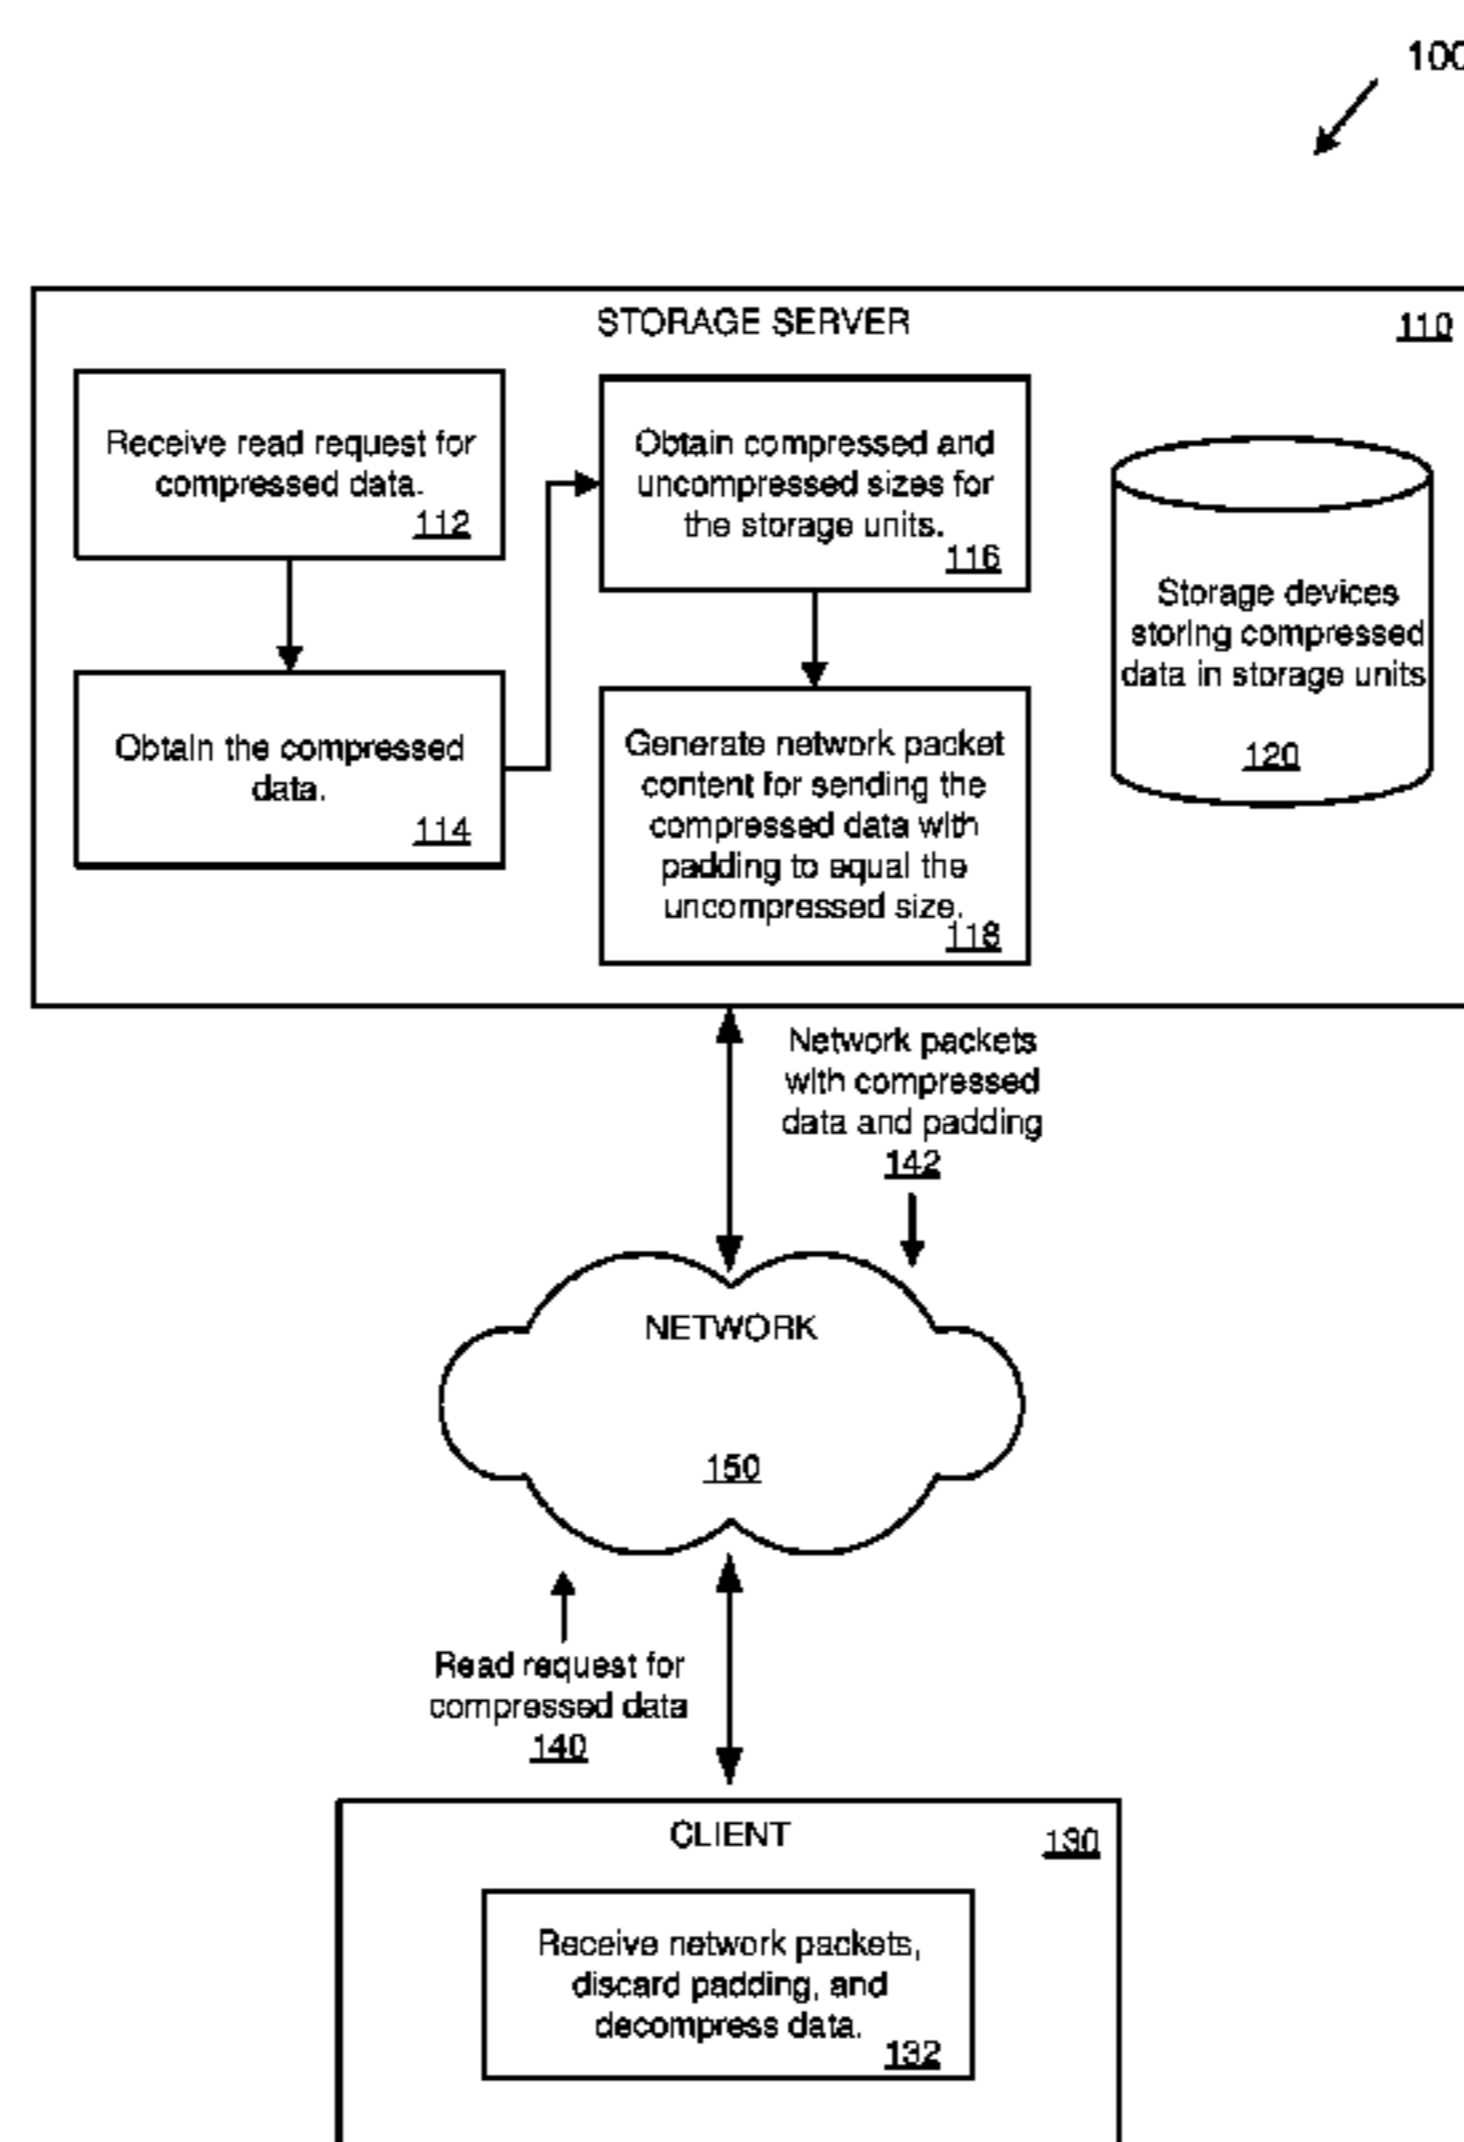 100
STORAGE SERVER
110
Receive read request for
compressed data.
112
Obtain the compressed
data.
114
Obtain compressed and
uncompressed sizes for
the storage units.
116
Generate network packet
content for sending the
compressed data with
padding to equal the
uncompressed size.
118
Storage devices
storing compressed
data in storage units
120
Network packets
with compressed
data and padding
142
NETWORK
150
Read request for
compressed data
140
CLIENT
130
Receive network packets,
discard padding, and
decompress data.
132